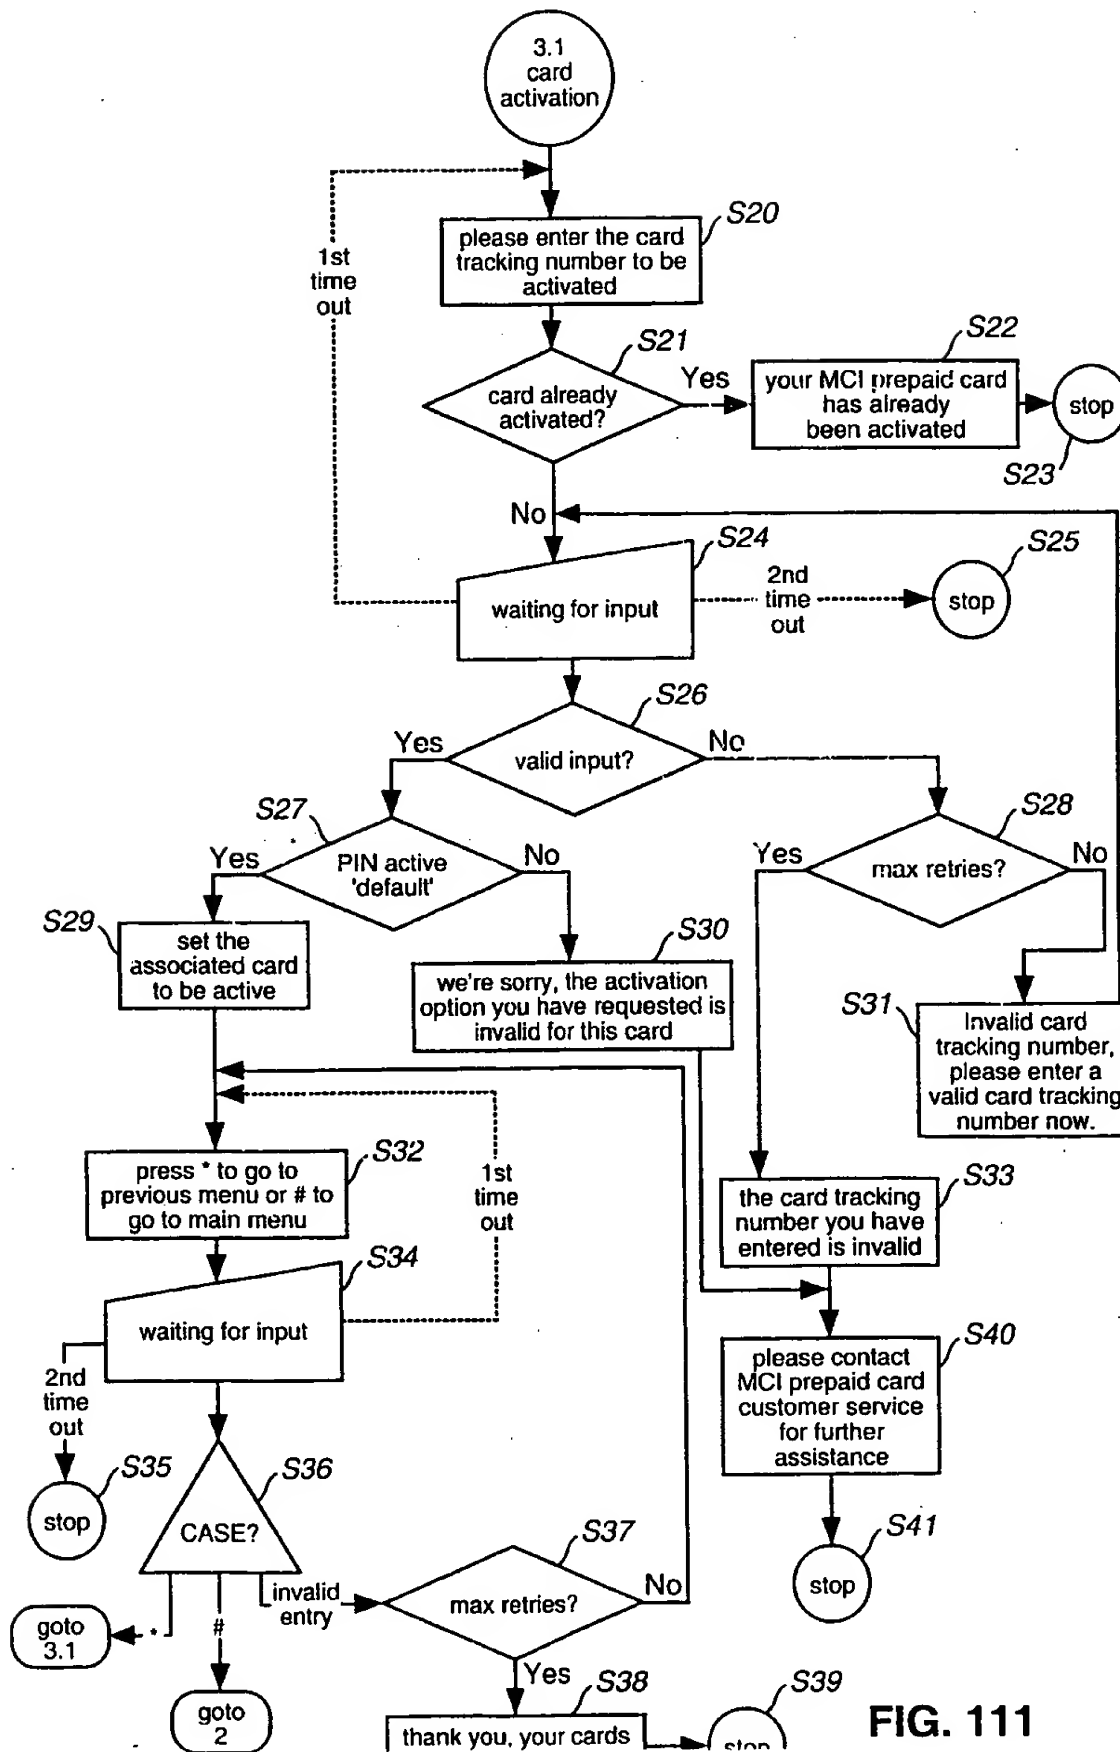 3.1
card
activation
S20
please enter the card
tracking number to be
activated
1st
time
out
S21
card already
activated?
Yes
S22
your MCI prepaid card
has already
been activated
stop
S23
No
S24
waiting for input
2nd
time
out
S25
stop
S26
valid input?
Yes
No
S27
PIN active
'default'
Yes
No
S28
max retries?
Yes
No
S29
set the
associated card
to be active
S30
we're sorry, the activation
option you have requested is
invalid for this card
S31
Invalid card
tracking number,
please enter a
valid card tracking
number now.
S32
press * to go to
previous menu or # to
go to main menu
1st
time
out
S33
the card tracking
number you have
entered is invalid
S34
waiting for input
2nd
time
out
S35
stop
S40
please contact
MCI prepaid card
customer service
for further
assistance
S36
CASE?
S41
stop
S37
max retries?
No
invalid
entry
*
goto
3.1
#
goto
2
Yes
S38
thank you, your cards
S39
stop
FIG. 111